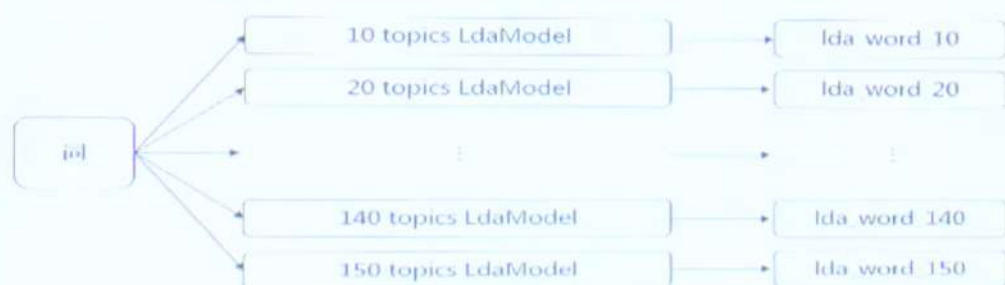 10 topics LdaModel
lda word 10
20 topics LdaModel
lda word 20
⋮
⋮
140 topics LdaModel
lda word 140
150 topics LdaModel
lda word 150